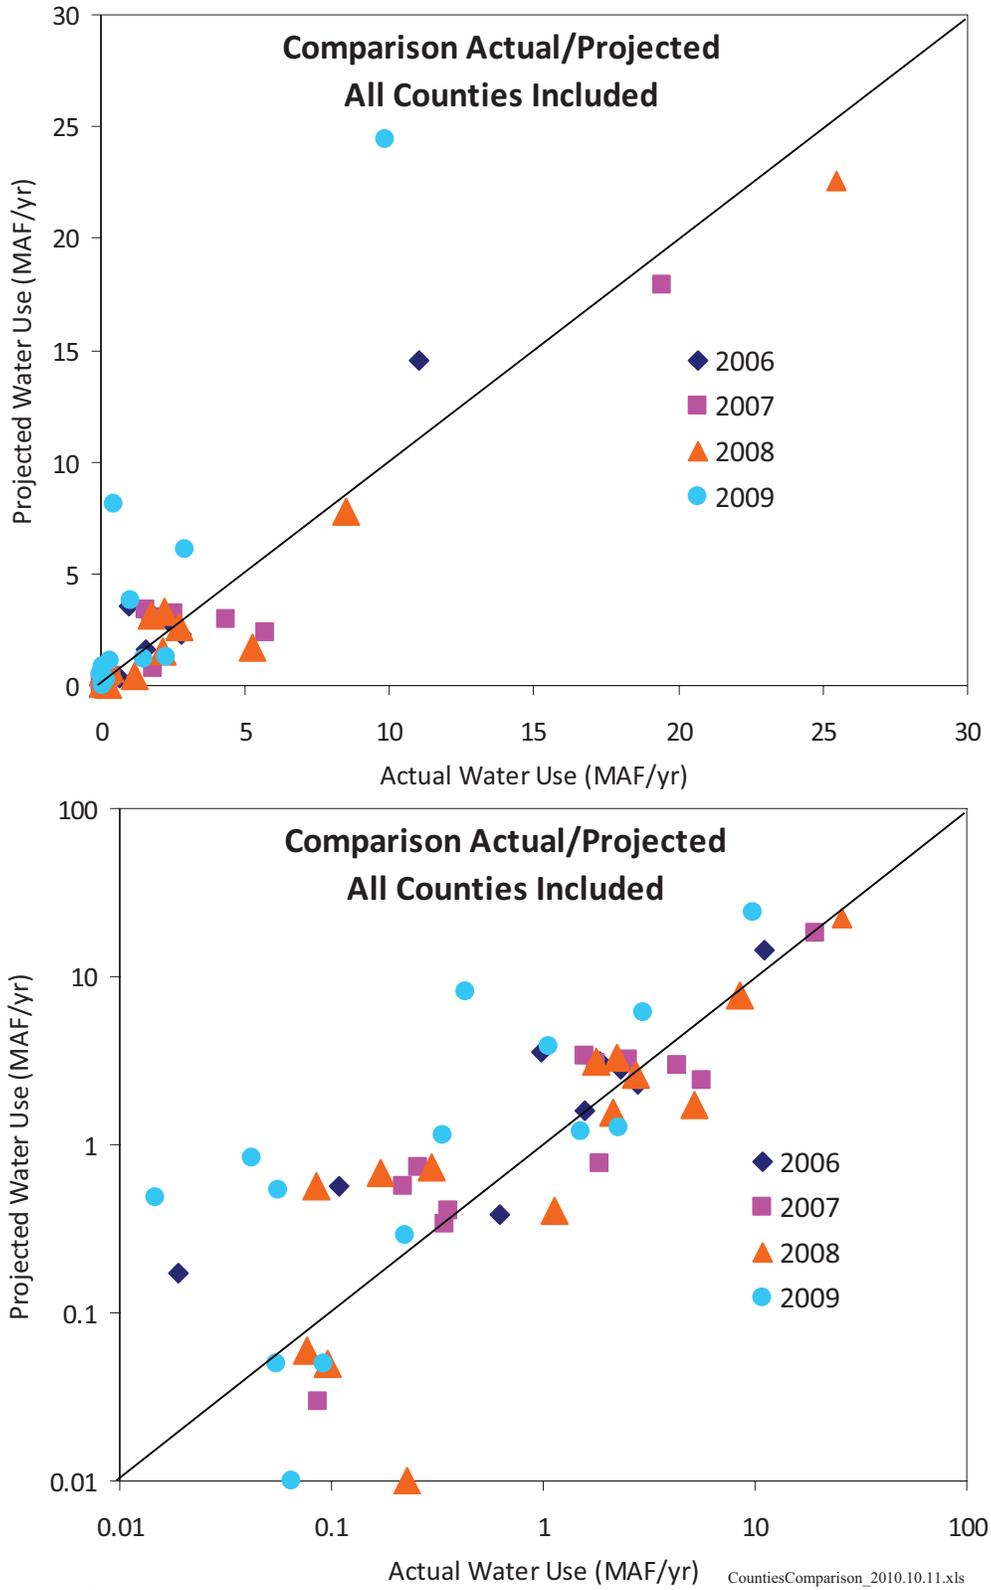 Comparison Actual/Projected
All Counties Included
Projected Water Use (MAF/yr)
30
25
20
15
10
5
0
2006
2007
2008
2009
0 5 10 15 20 25 30
Actual Water Use (MAF/yr)
Comparison Actual/Projected
All Counties Included
Projected Water Use (MAF/yr)
100
10
1
0.1
0.01
2006
2007
2008
2009
0.01 0.1 1 10 100
Actual Water Use (MAF/yr)
CountiesComparison_2010.10.11.xls